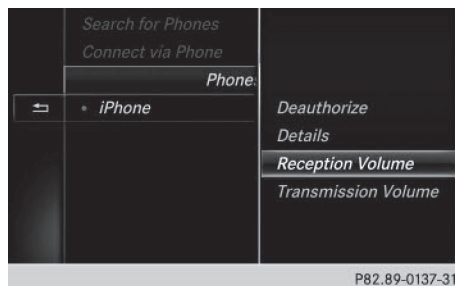 Search for Phones
Connect via Phone
Phone
• iPhone
Deauthorize
Details
Reception Volume
Transmission Volume
P82.89-0137-31